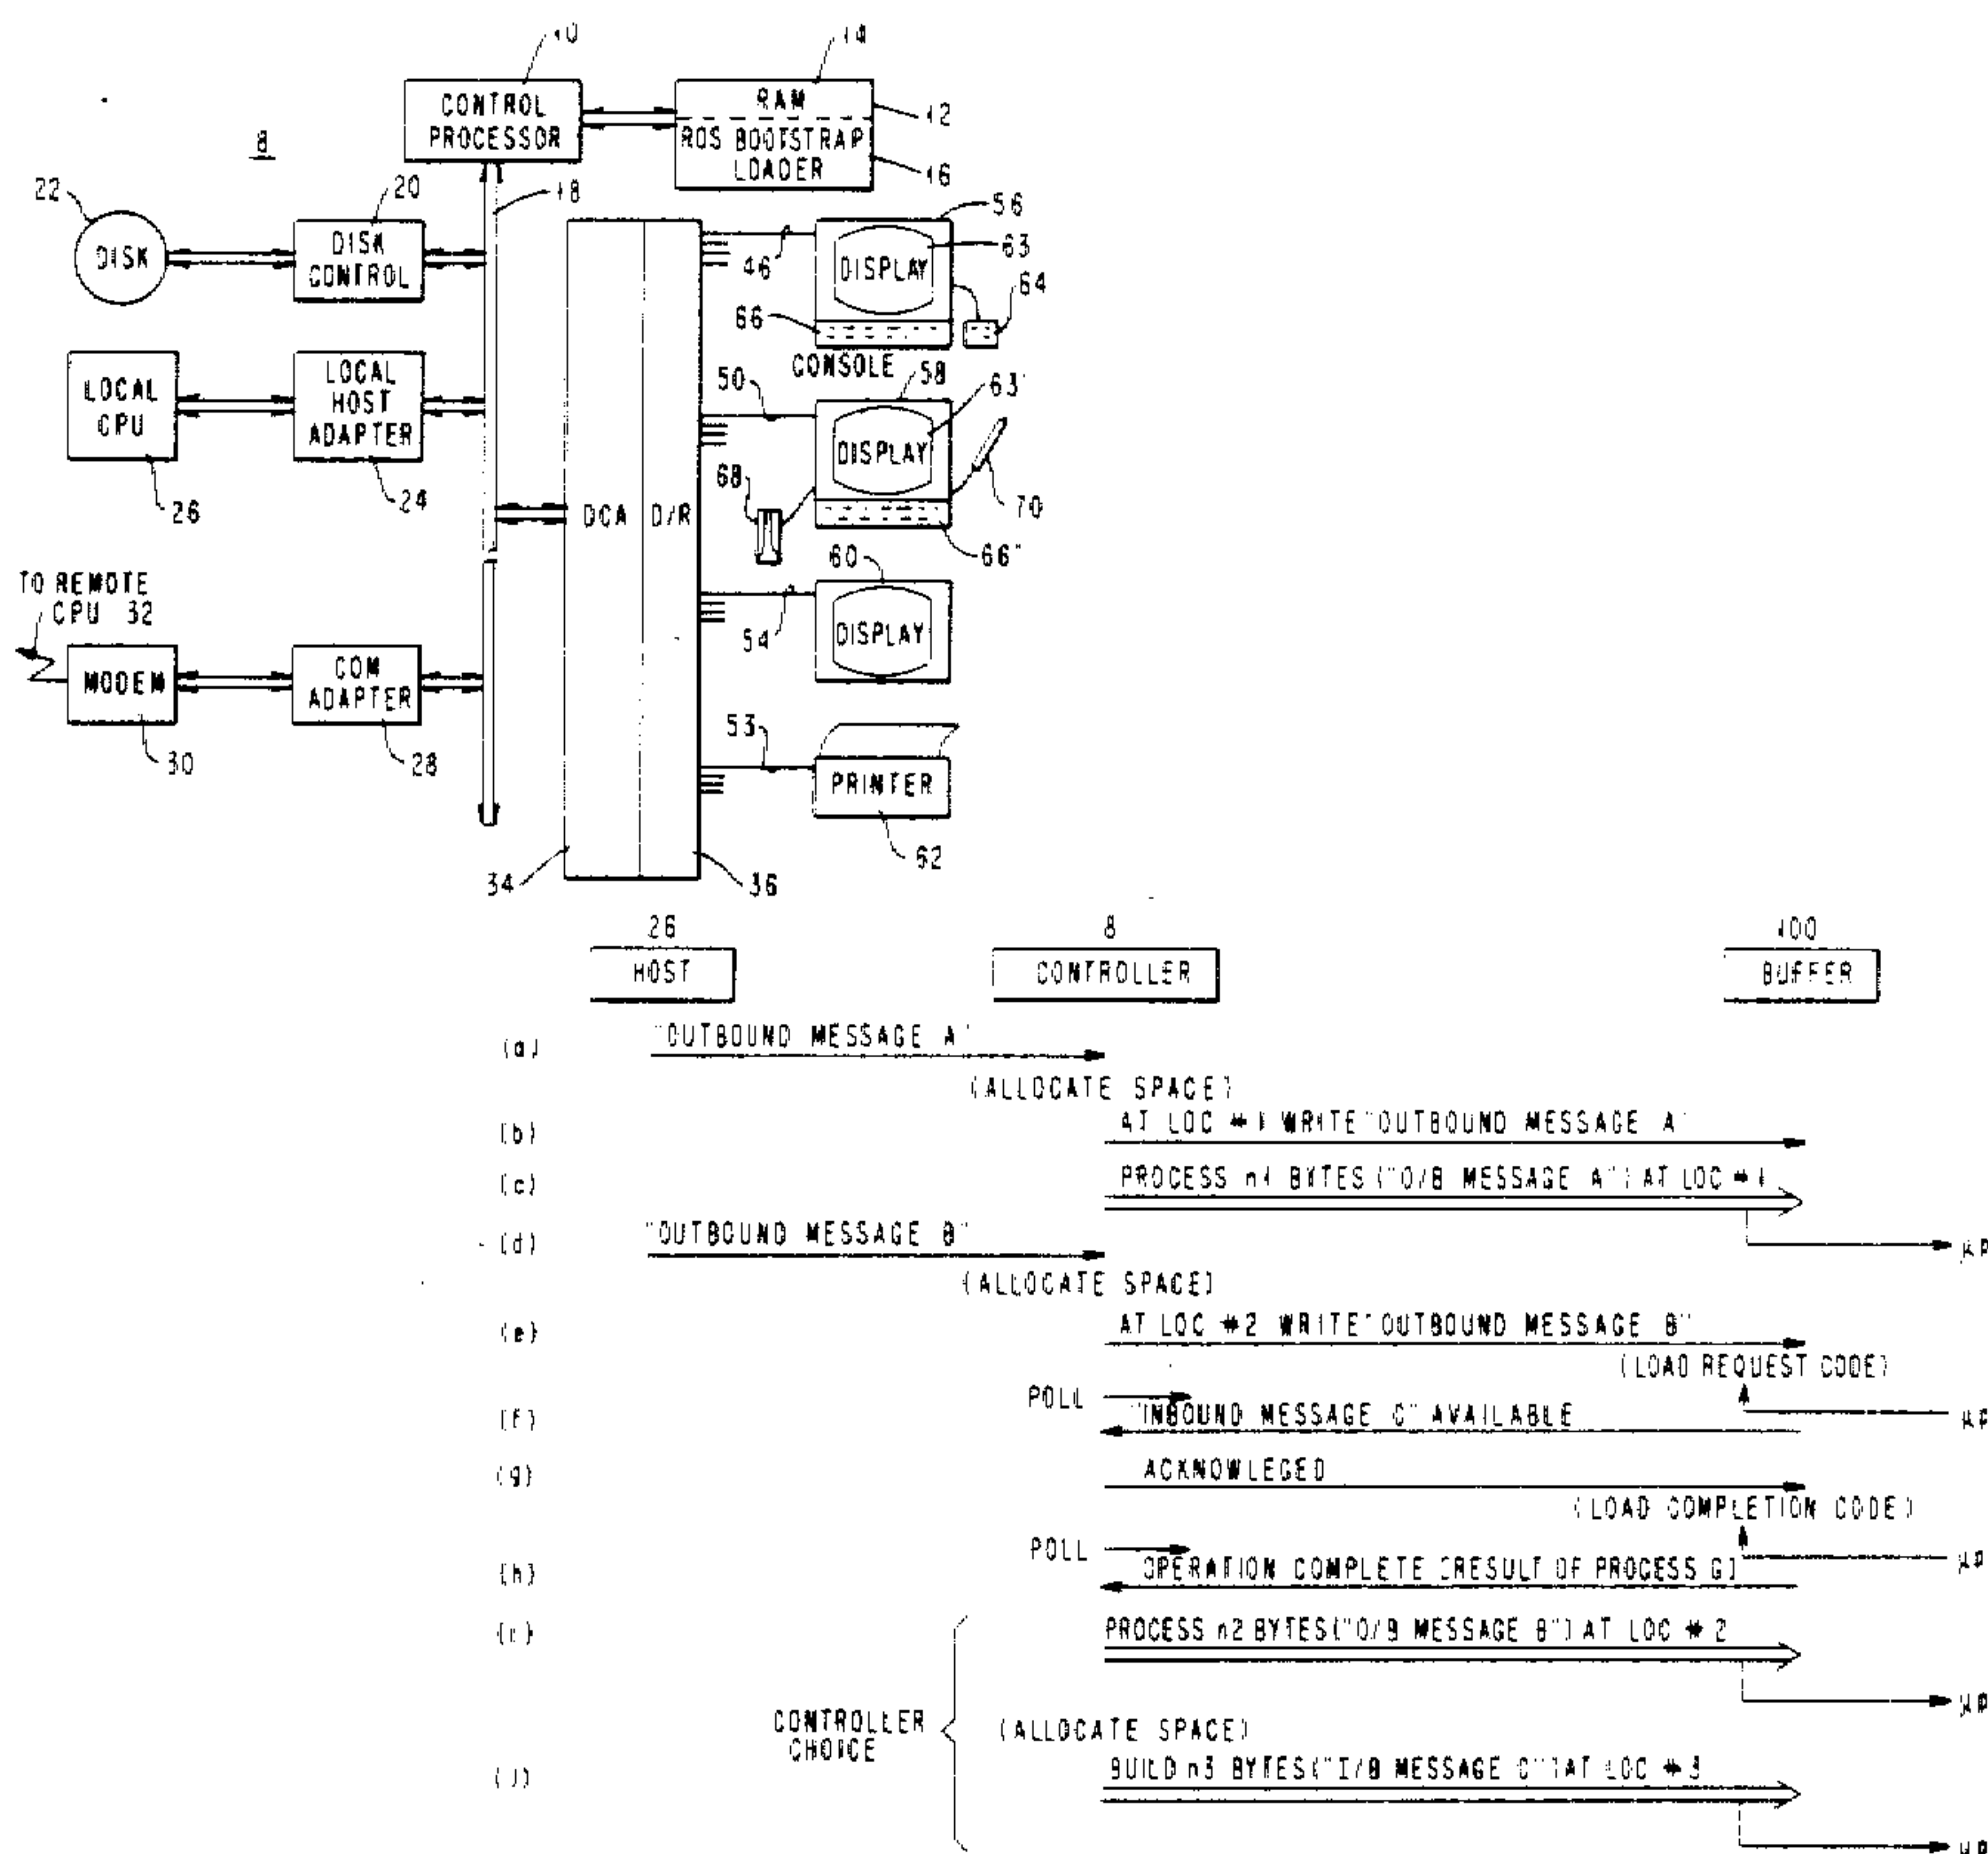 10
14
CONTROL
PROCESSOR
RAM
ROS BOOTSTRAP
LOADER
12
16
8
18
22
20
DISK
DISK
CONTROL
56
46
DISPLAY
63
64
66
CONSOLE
LOCAL
CPU
LOCAL
HOST
ADAPTER
26
24
50
58
63'
DISPLAY
68
70
66'
DCA
D/R
60
54
DISPLAY
TO REMOTE
CPU 32
MODEM
COM
ADAPTER
30
28
53
PRINTER
62
34
36
26
8
100
HOST
CONTROLLER
BUFFER
(a)
"OUTBOUND MESSAGE A"
(ALLOCATE SPACE)
(b)
AT LOC #1 WRITE "OUTBOUND MESSAGE A"
(c)
PROCESS n1 BYTES ("O/B MESSAGE A") AT LOC #1
(d)
"OUTBOUND MESSAGE B"
μP
(ALLOCATE SPACE)
(e)
AT LOC #2 WRITE "OUTBOUND MESSAGE B"
(LOAD REQUEST CODE)
POLL
(f)
"INBOUND MESSAGE C" AVAILABLE
μP
(g)
ACKNOWLEGED
(LOAD COMPLETION CODE)
POLL
(h)
OPERATION COMPLETE [RESULT OF PROCESS G]
μP
(i)
PROCESS n2 BYTES ("O/B MESSAGE B") AT LOC #2
μP
CONTROLLER
CHOICE
(ALLOCATE SPACE)
(j)
BUILD n3 BYTES ("I/B MESSAGE C") AT LOC #3
μP